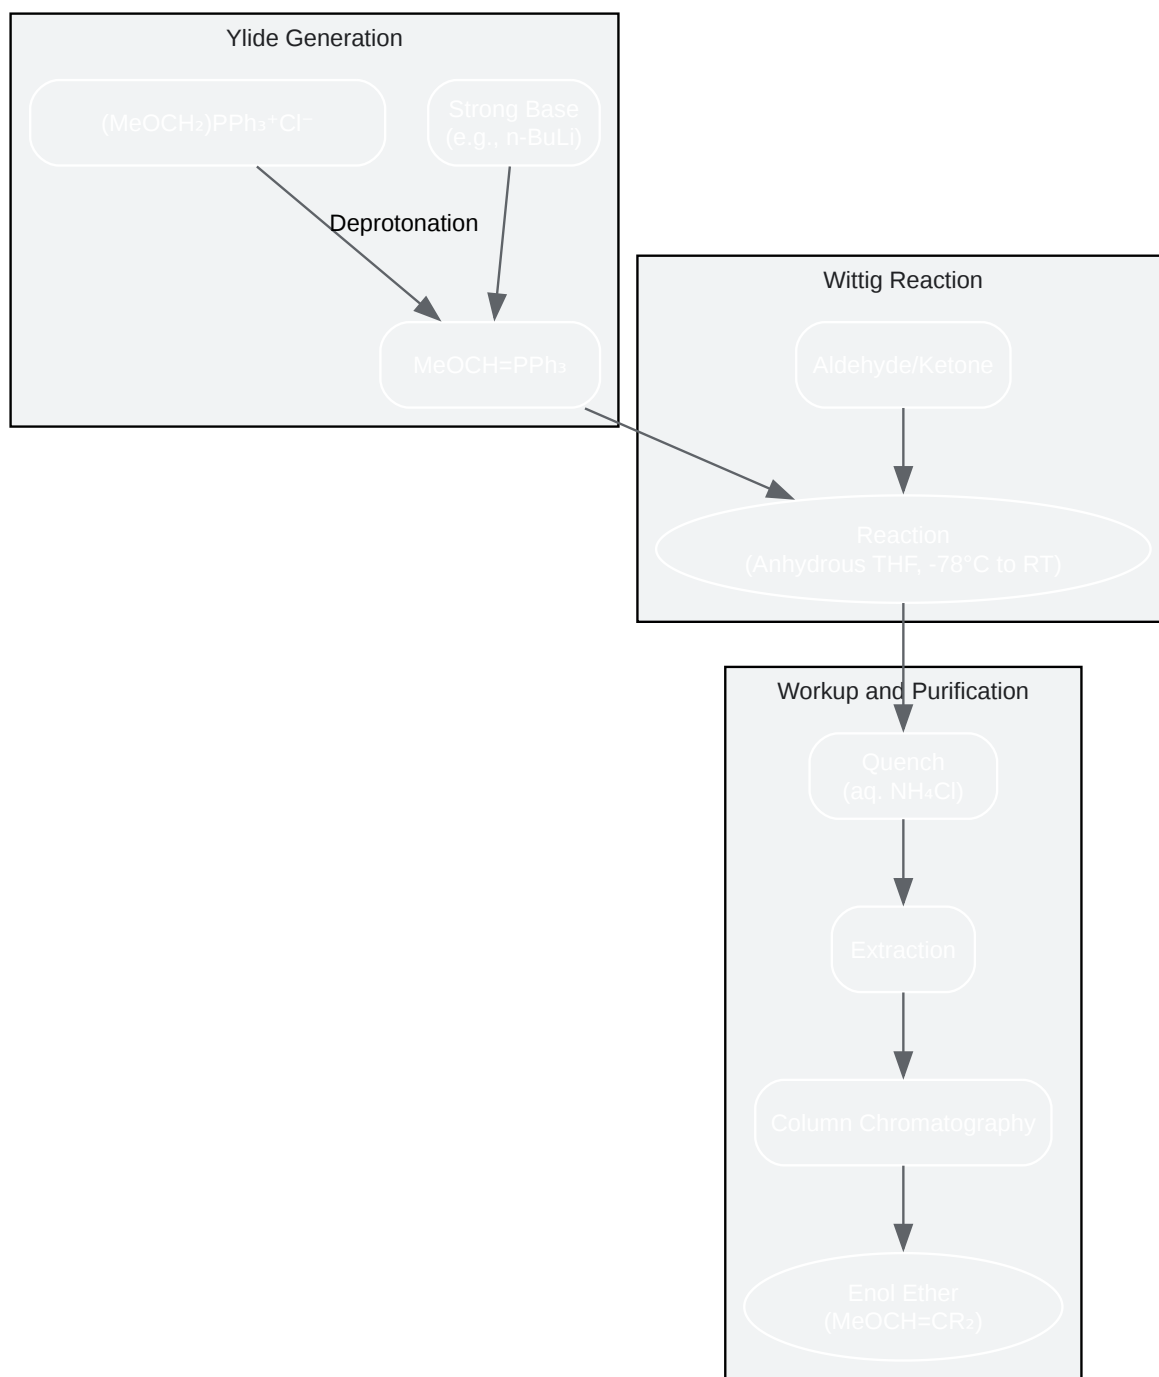 Ylide Generation
(MeOCH₂)PPh₃⁺Cl⁻
Strong Base
(e.g., n-BuLi)
Deprotonation
MeOCH=PPh₃
Wittig Reaction
Aldehyde/Ketone
Reaction
(Anhydrous THF, -78°C to RT)
Workup and Purification
Quench
(aq. NH₄Cl)
Extraction
Column Chromatography
Enol Ether
(MeOCH=CR₂)